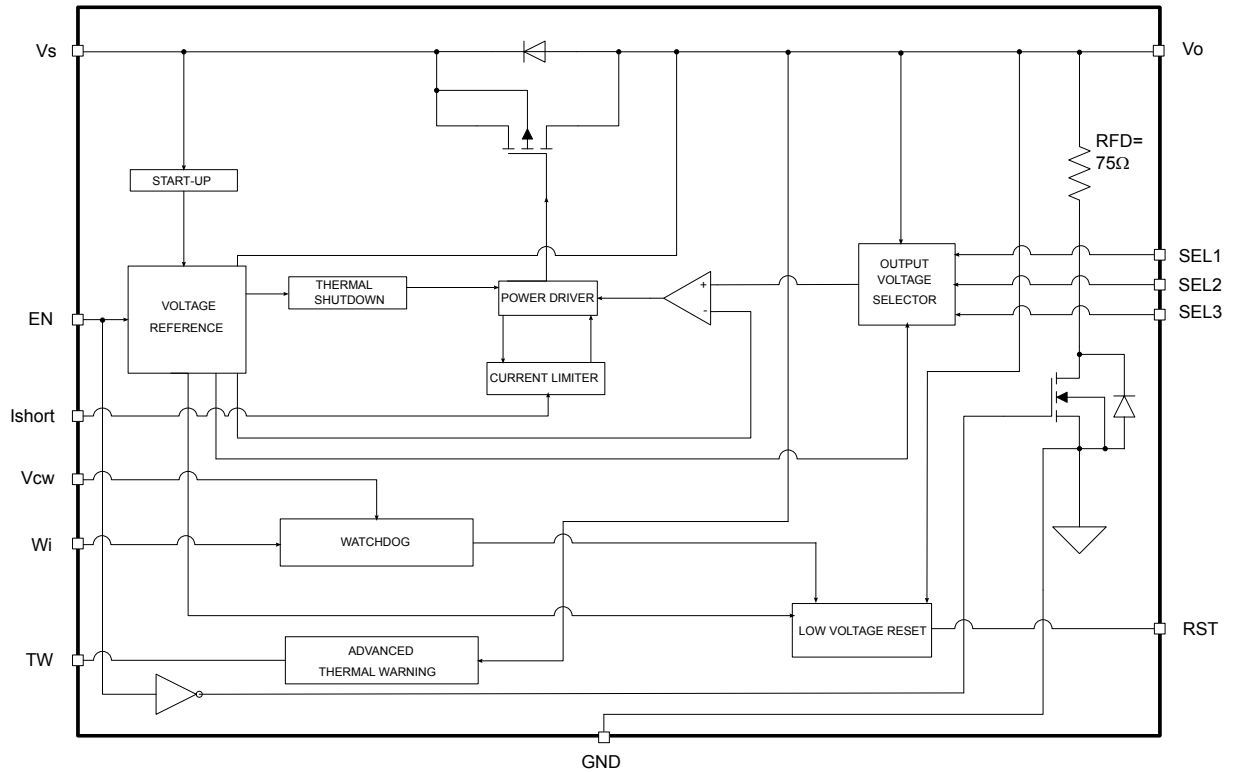 Vs
Vo
RFD=
75Ω
START-UP
SEL1
OUTPUT
VOLTAGE
SELECTOR
THERMAL
SHUTDOWN
+
-
POWER DRIVER
SEL2
VOLTAGE
REFERENCE
EN
SEL3
CURRENT LIMITER
Ishort
Vcw
Wi
WATCHDOG
LOW VOLTAGE RESET
RST
TW
ADVANCED
THERMAL WARNING
GND